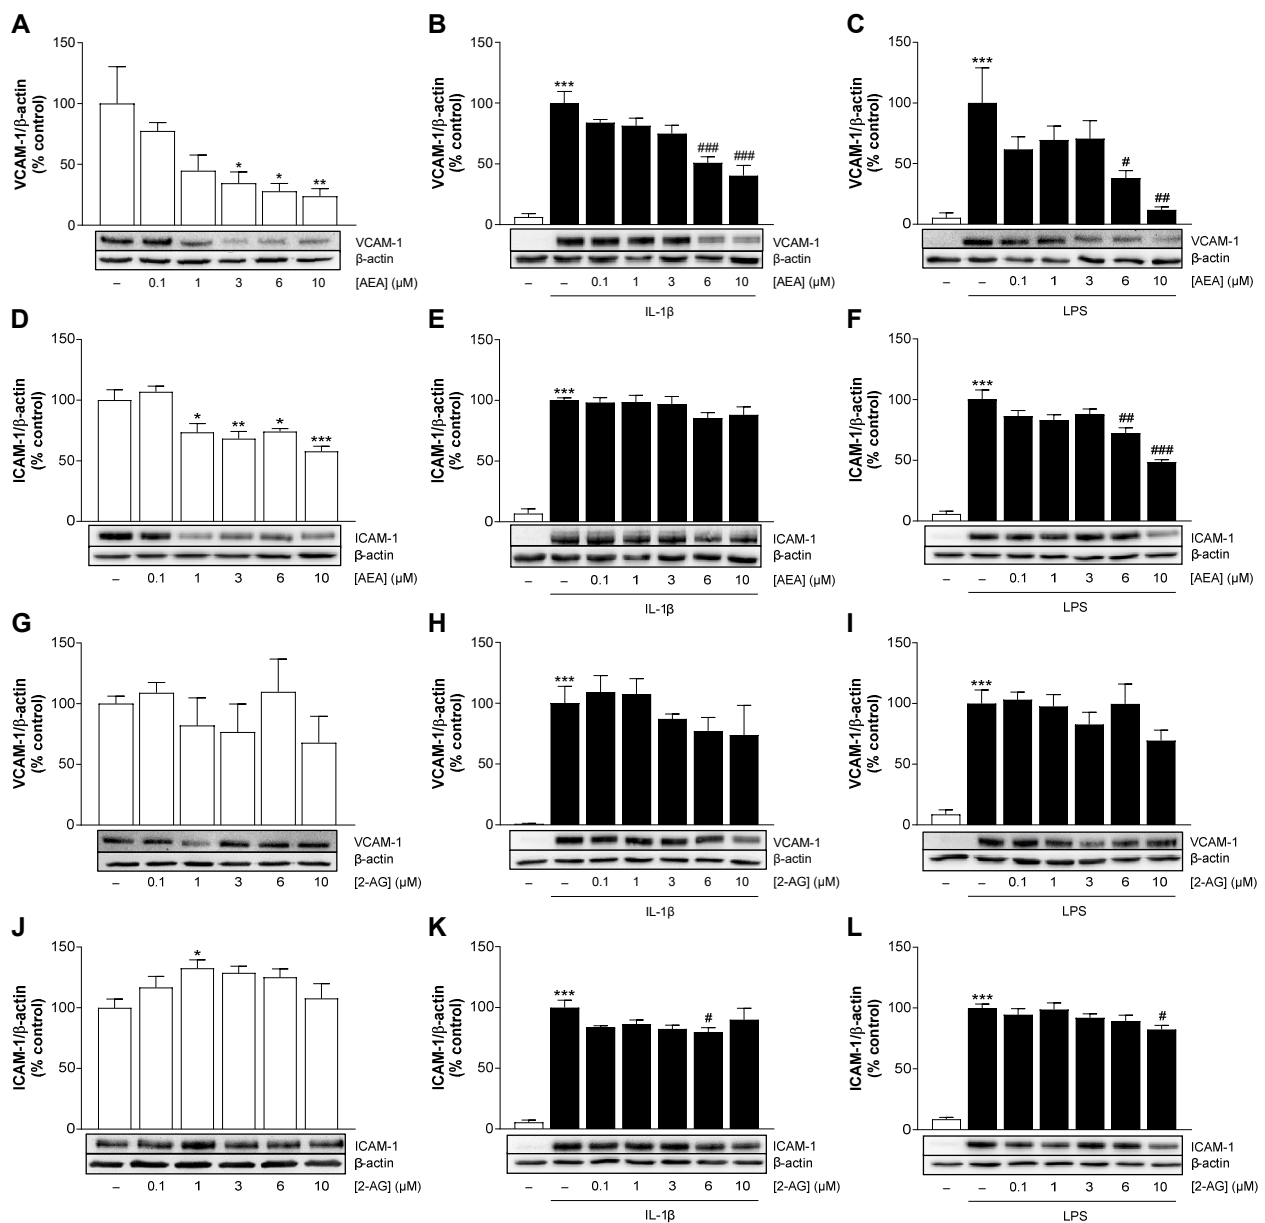 A
VCAM-1/β-actin
(% control)
150
100
50
0
* * **
VCAM-1
β-actin
– 0.1 1 3 6 10 [AEA] (µM)
B
VCAM-1/β-actin
(% control)
150
100
50
0
*** ### ###
VCAM-1
β-actin
– – 0.1 1 3 6 10 [AEA] (µM)
IL-1β
C
VCAM-1/β-actin
(% control)
150
100
50
0
*** # ##
VCAM-1
β-actin
– – 0.1 1 3 6 10 [AEA] (µM)
LPS
D
ICAM-1/β-actin
(% control)
150
100
50
0
* ** * ***
ICAM-1
β-actin
– 0.1 1 3 6 10 [AEA] (µM)
E
ICAM-1/β-actin
(% control)
150
100
50
0
***
ICAM-1
β-actin
– – 0.1 1 3 6 10 [AEA] (µM)
IL-1β
F
ICAM-1/β-actin
(% control)
150
100
50
0
*** ## ###
ICAM-1
β-actin
– – 0.1 1 3 6 10 [AEA] (µM)
LPS
G
VCAM-1/β-actin
(% control)
150
100
50
0
VCAM-1
β-actin
– 0.1 1 3 6 10 [2-AG] (µM)
H
VCAM-1/β-actin
(% control)
150
100
50
0
***
VCAM-1
β-actin
– – 0.1 1 3 6 10 [2-AG] (µM)
IL-1β
I
VCAM-1/β-actin
(% control)
150
100
50
0
***
VCAM-1
β-actin
– – 0.1 1 3 6 10 [2-AG] (µM)
LPS
J
ICAM-1/β-actin
(% control)
150
100
50
0
*
ICAM-1
β-actin
– 0.1 1 3 6 10 [2-AG] (µM)
K
ICAM-1/β-actin
(% control)
150
100
50
0
*** #
ICAM-1
β-actin
– – 0.1 1 3 6 10 [2-AG] (µM)
IL-1β
L
ICAM-1/β-actin
(% control)
150
100
50
0
*** #
ICAM-1
β-actin
– – 0.1 1 3 6 10 [2-AG] (µM)
LPS